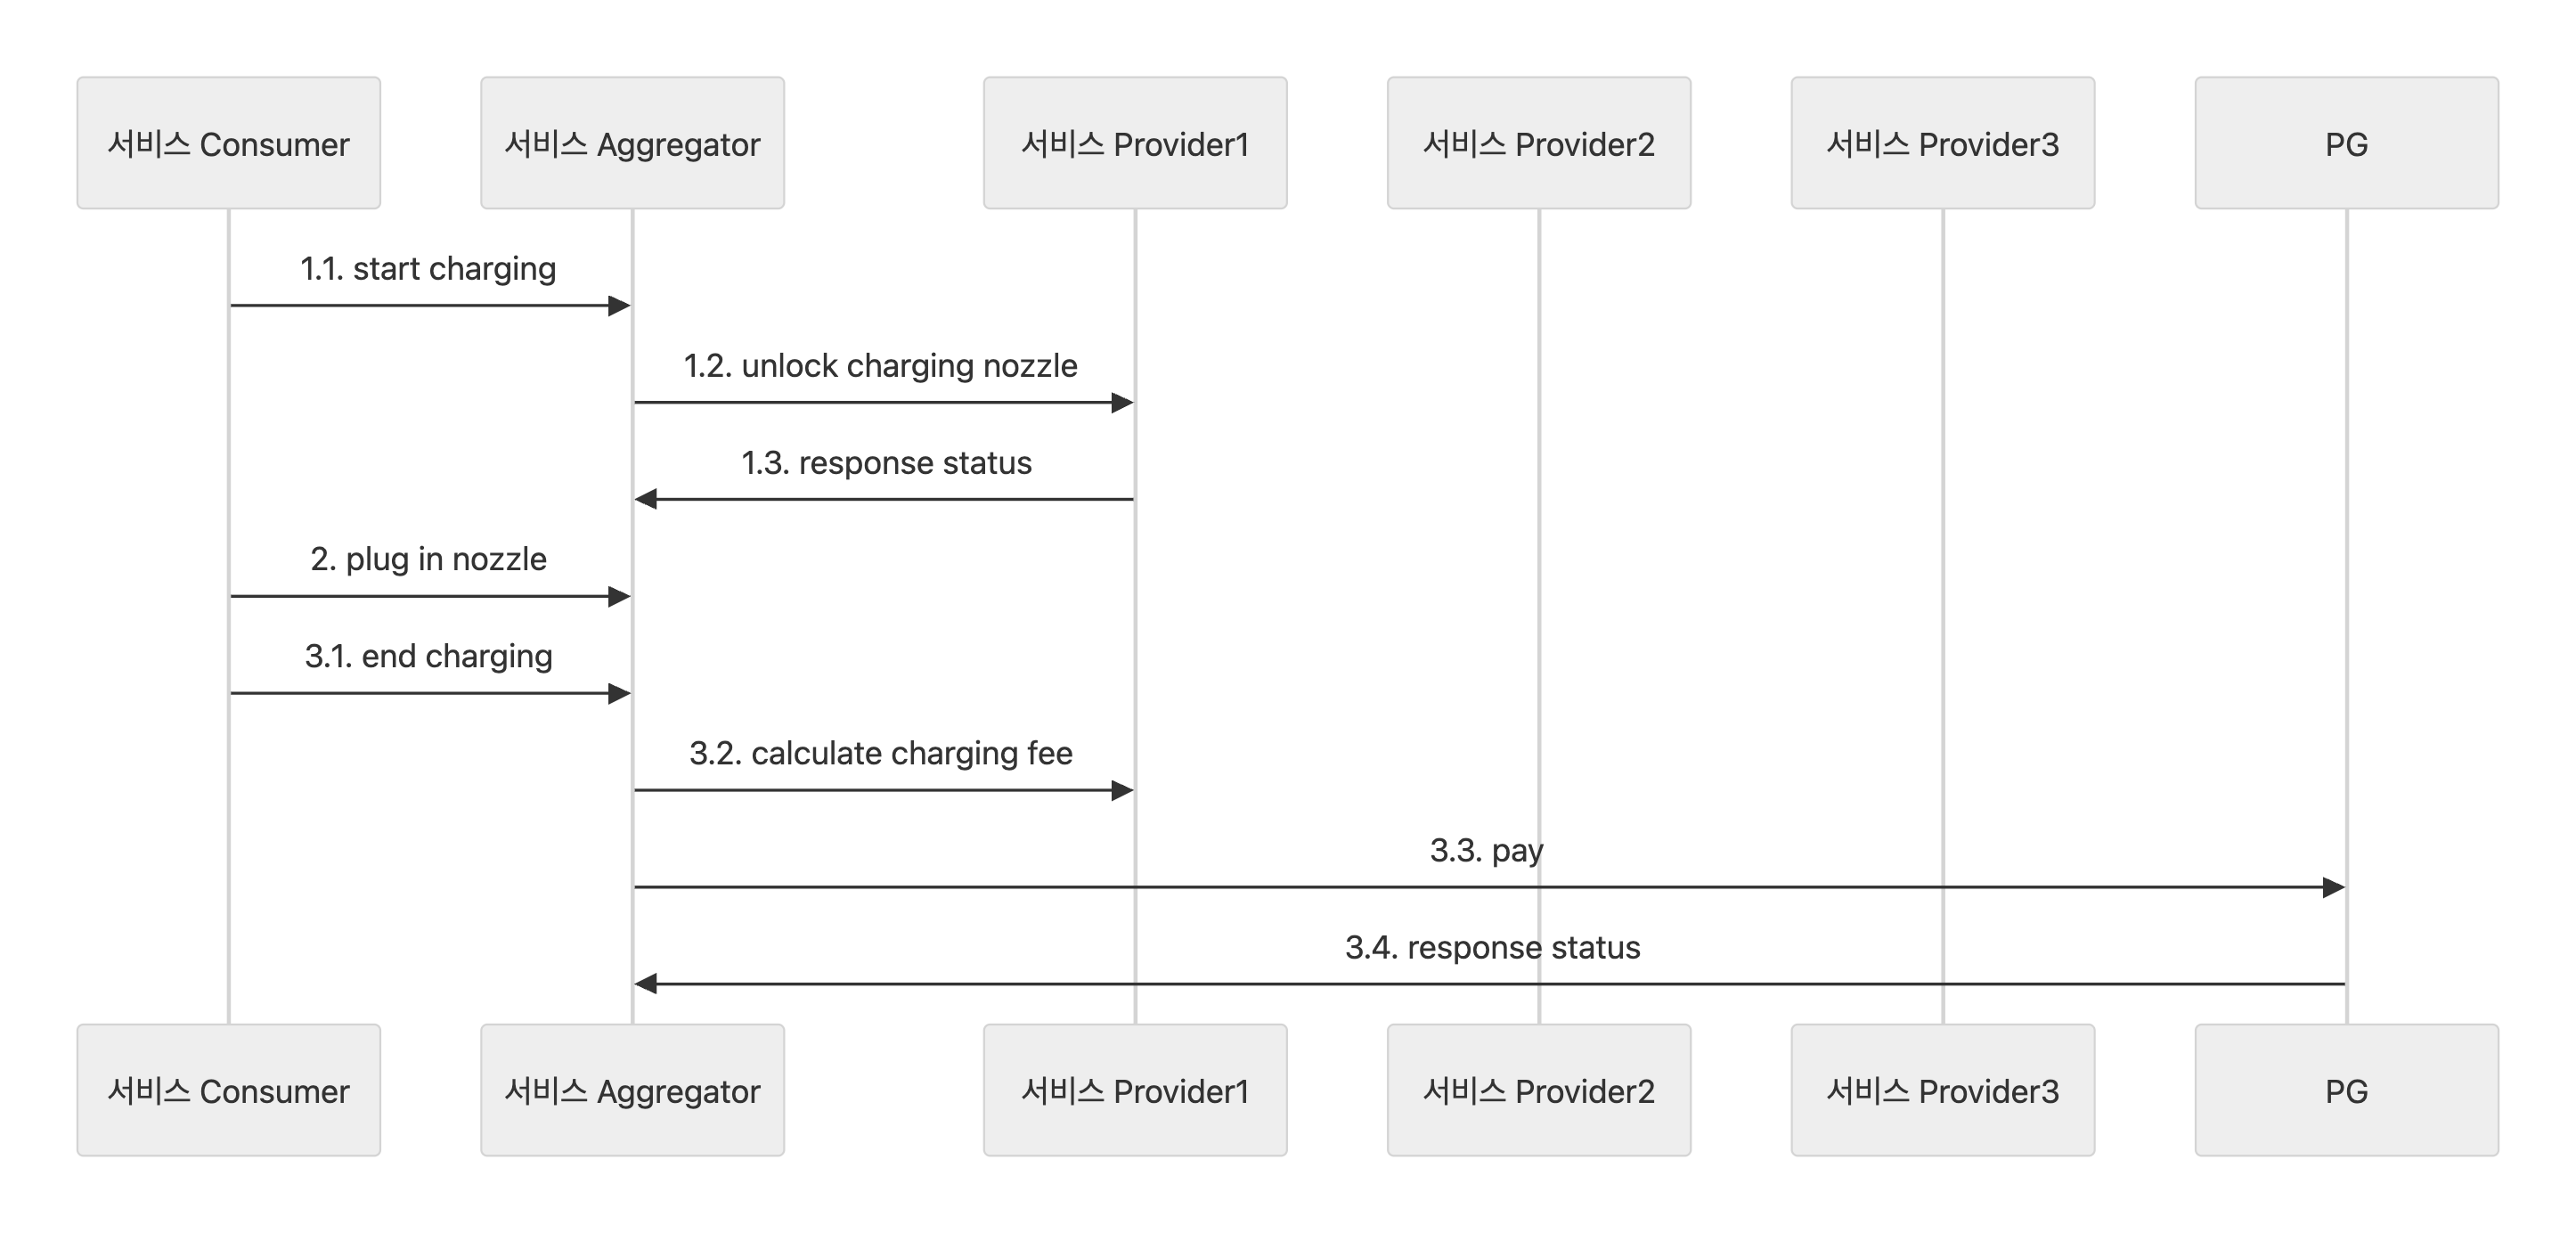 서비스 Consumer
서비스 Aggregator
서비스 Provider1
서비스 Provider2
서비스 Provider3
PG
1.1. start charging
1.2. unlock charging nozzle
1.3. response status
2. plug in nozzle
3.1. end charging
3.2. calculate charging fee
3.3. pay
3.4. response status
서비스 Consumer
서비스 Aggregator
서비스 Provider1
서비스 Provider2
서비스 Provider3
PG